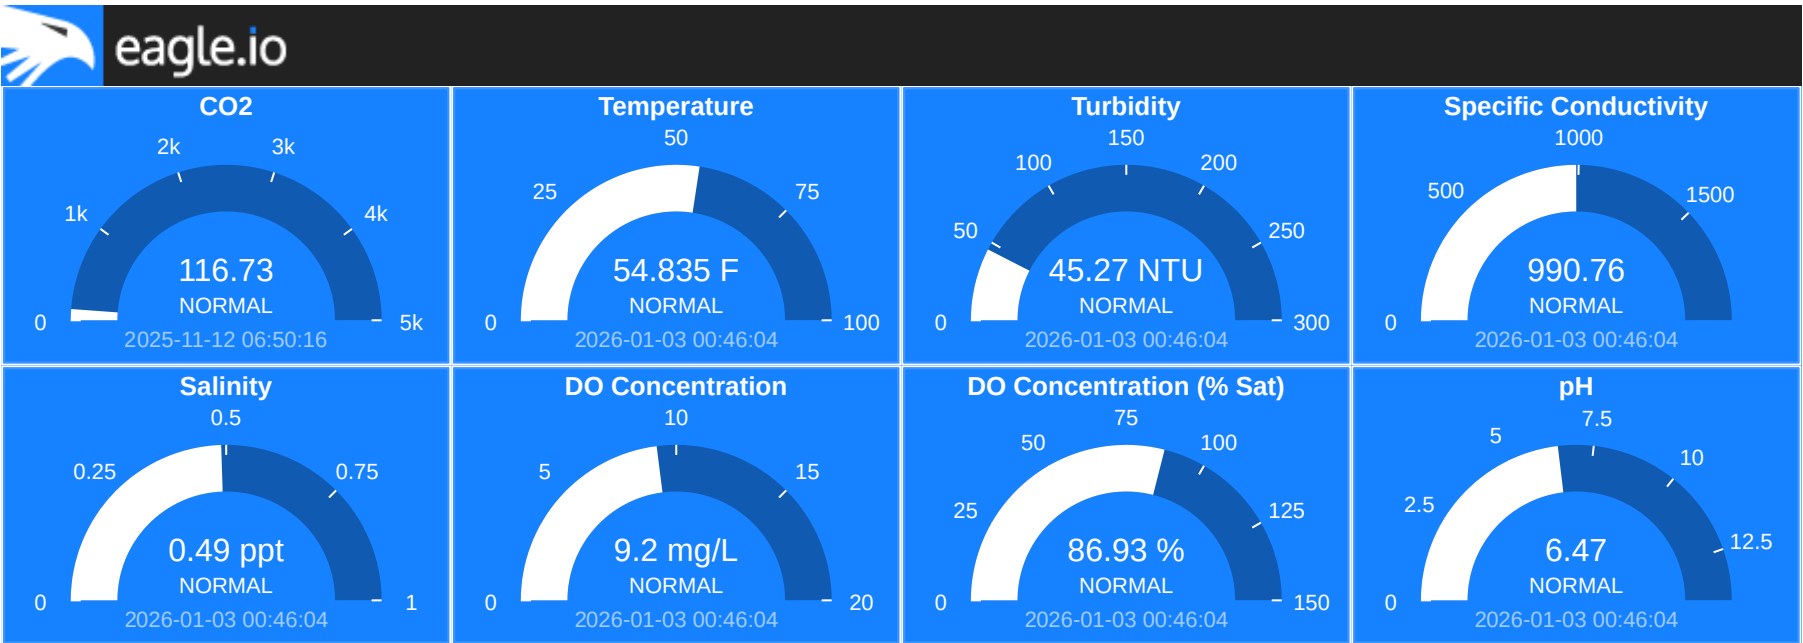 eagle.io
CO2
0
1k
2k
3k
4k
5k
116.73
NORMAL
2025-11-12 06:50:16
Temperature
0
25
50
75
100
54.835 F
NORMAL
2026-01-03 00:46:04
Turbidity
0
50
100
150
200
250
300
45.27 NTU
NORMAL
2026-01-03 00:46:04
Specific Conductivity
0
500
1000
1500
990.76
NORMAL
2026-01-03 00:46:04
Salinity
0
0.25
0.5
0.75
1
0.49 ppt
NORMAL
2026-01-03 00:46:04
DO Concentration
0
5
10
15
20
9.2 mg/L
NORMAL
2026-01-03 00:46:04
DO Concentration (% Sat)
0
25
50
75
100
125
150
86.93 %
NORMAL
2026-01-03 00:46:04
pH
0
2.5
5
7.5
10
12.5
6.47
NORMAL
2026-01-03 00:46:04